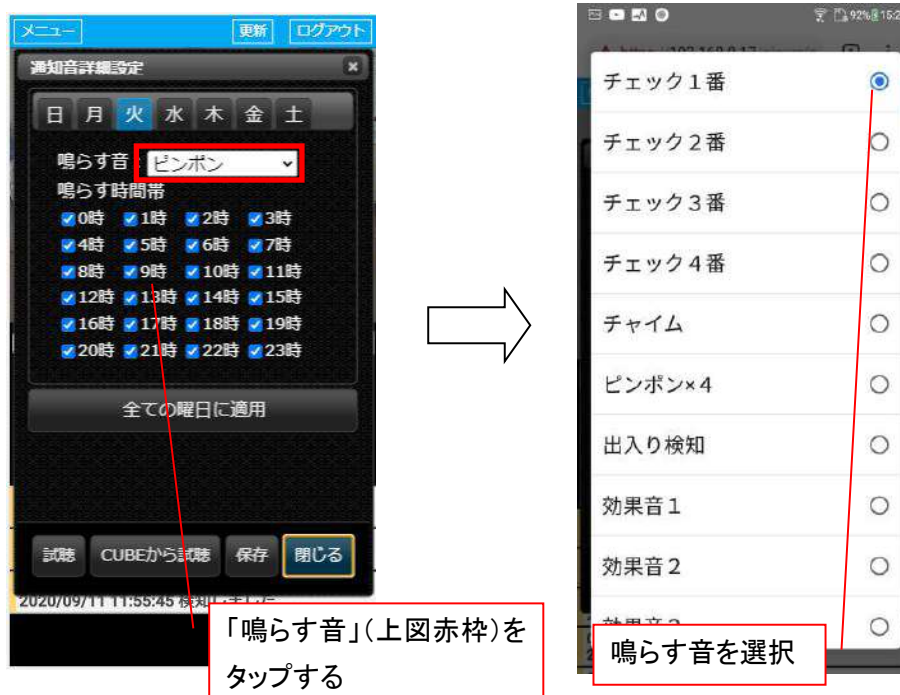 メニュー 更新 ログアウト
通知音詳細設定 ×
日 月 火 水 木 金 土
鳴らす音: ピンポン
鳴らす時間帯
0時 1時 2時 3時
4時 5時 6時 7時
8時 9時 10時 11時
12時 13時 14時 15時
16時 17時 18時 19時
20時 21時 22時 23時
全ての曜日に適用
試聴 CUBEから試聴 保存 閉じる
2020/09/11 11:55:45 検知しました
「鳴らす音」(上図赤枠)を
タップする
92%
チェック1番
チェック2番
チェック3番
チェック4番
チャイム
ピンポン×4
出入り検知
効果音1
効果音2
鳴らす音を選択